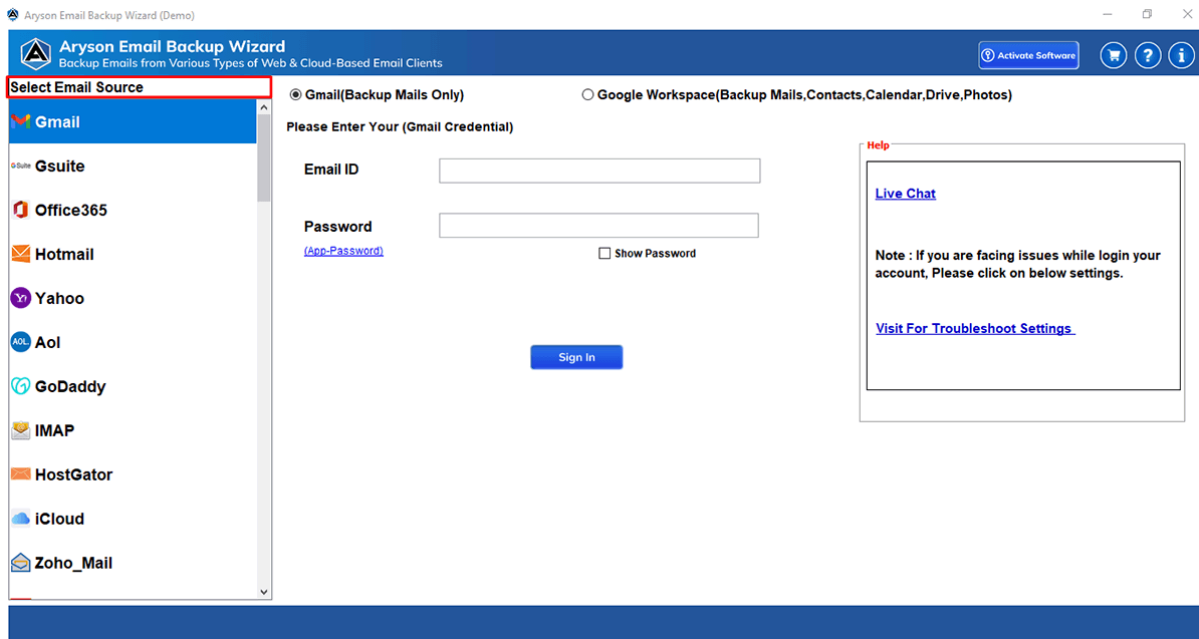 Aryson Email Backup Wizard (Demo)
Aryson Email Backup Wizard
Backup Emails from Various Types of Web & Cloud-Based Email Clients
Activate Software
Select Email Source
Gmail
G Suite Gsuite
Office365
Hotmail
Yahoo
AOL Aol
GoDaddy
IMAP
HostGator
iCloud
Zoho_Mail
Gmail(Backup Mails Only)
Google Workspace(Backup Mails,Contacts,Calendar,Drive,Photos)
Please Enter Your (Gmail Credential)
Email ID
Password
(App-Password)
Show Password
Sign In
Help
Live Chat
Note : If you are facing issues while login your
account, Please click on below settings.
Visit For Troubleshoot Settings